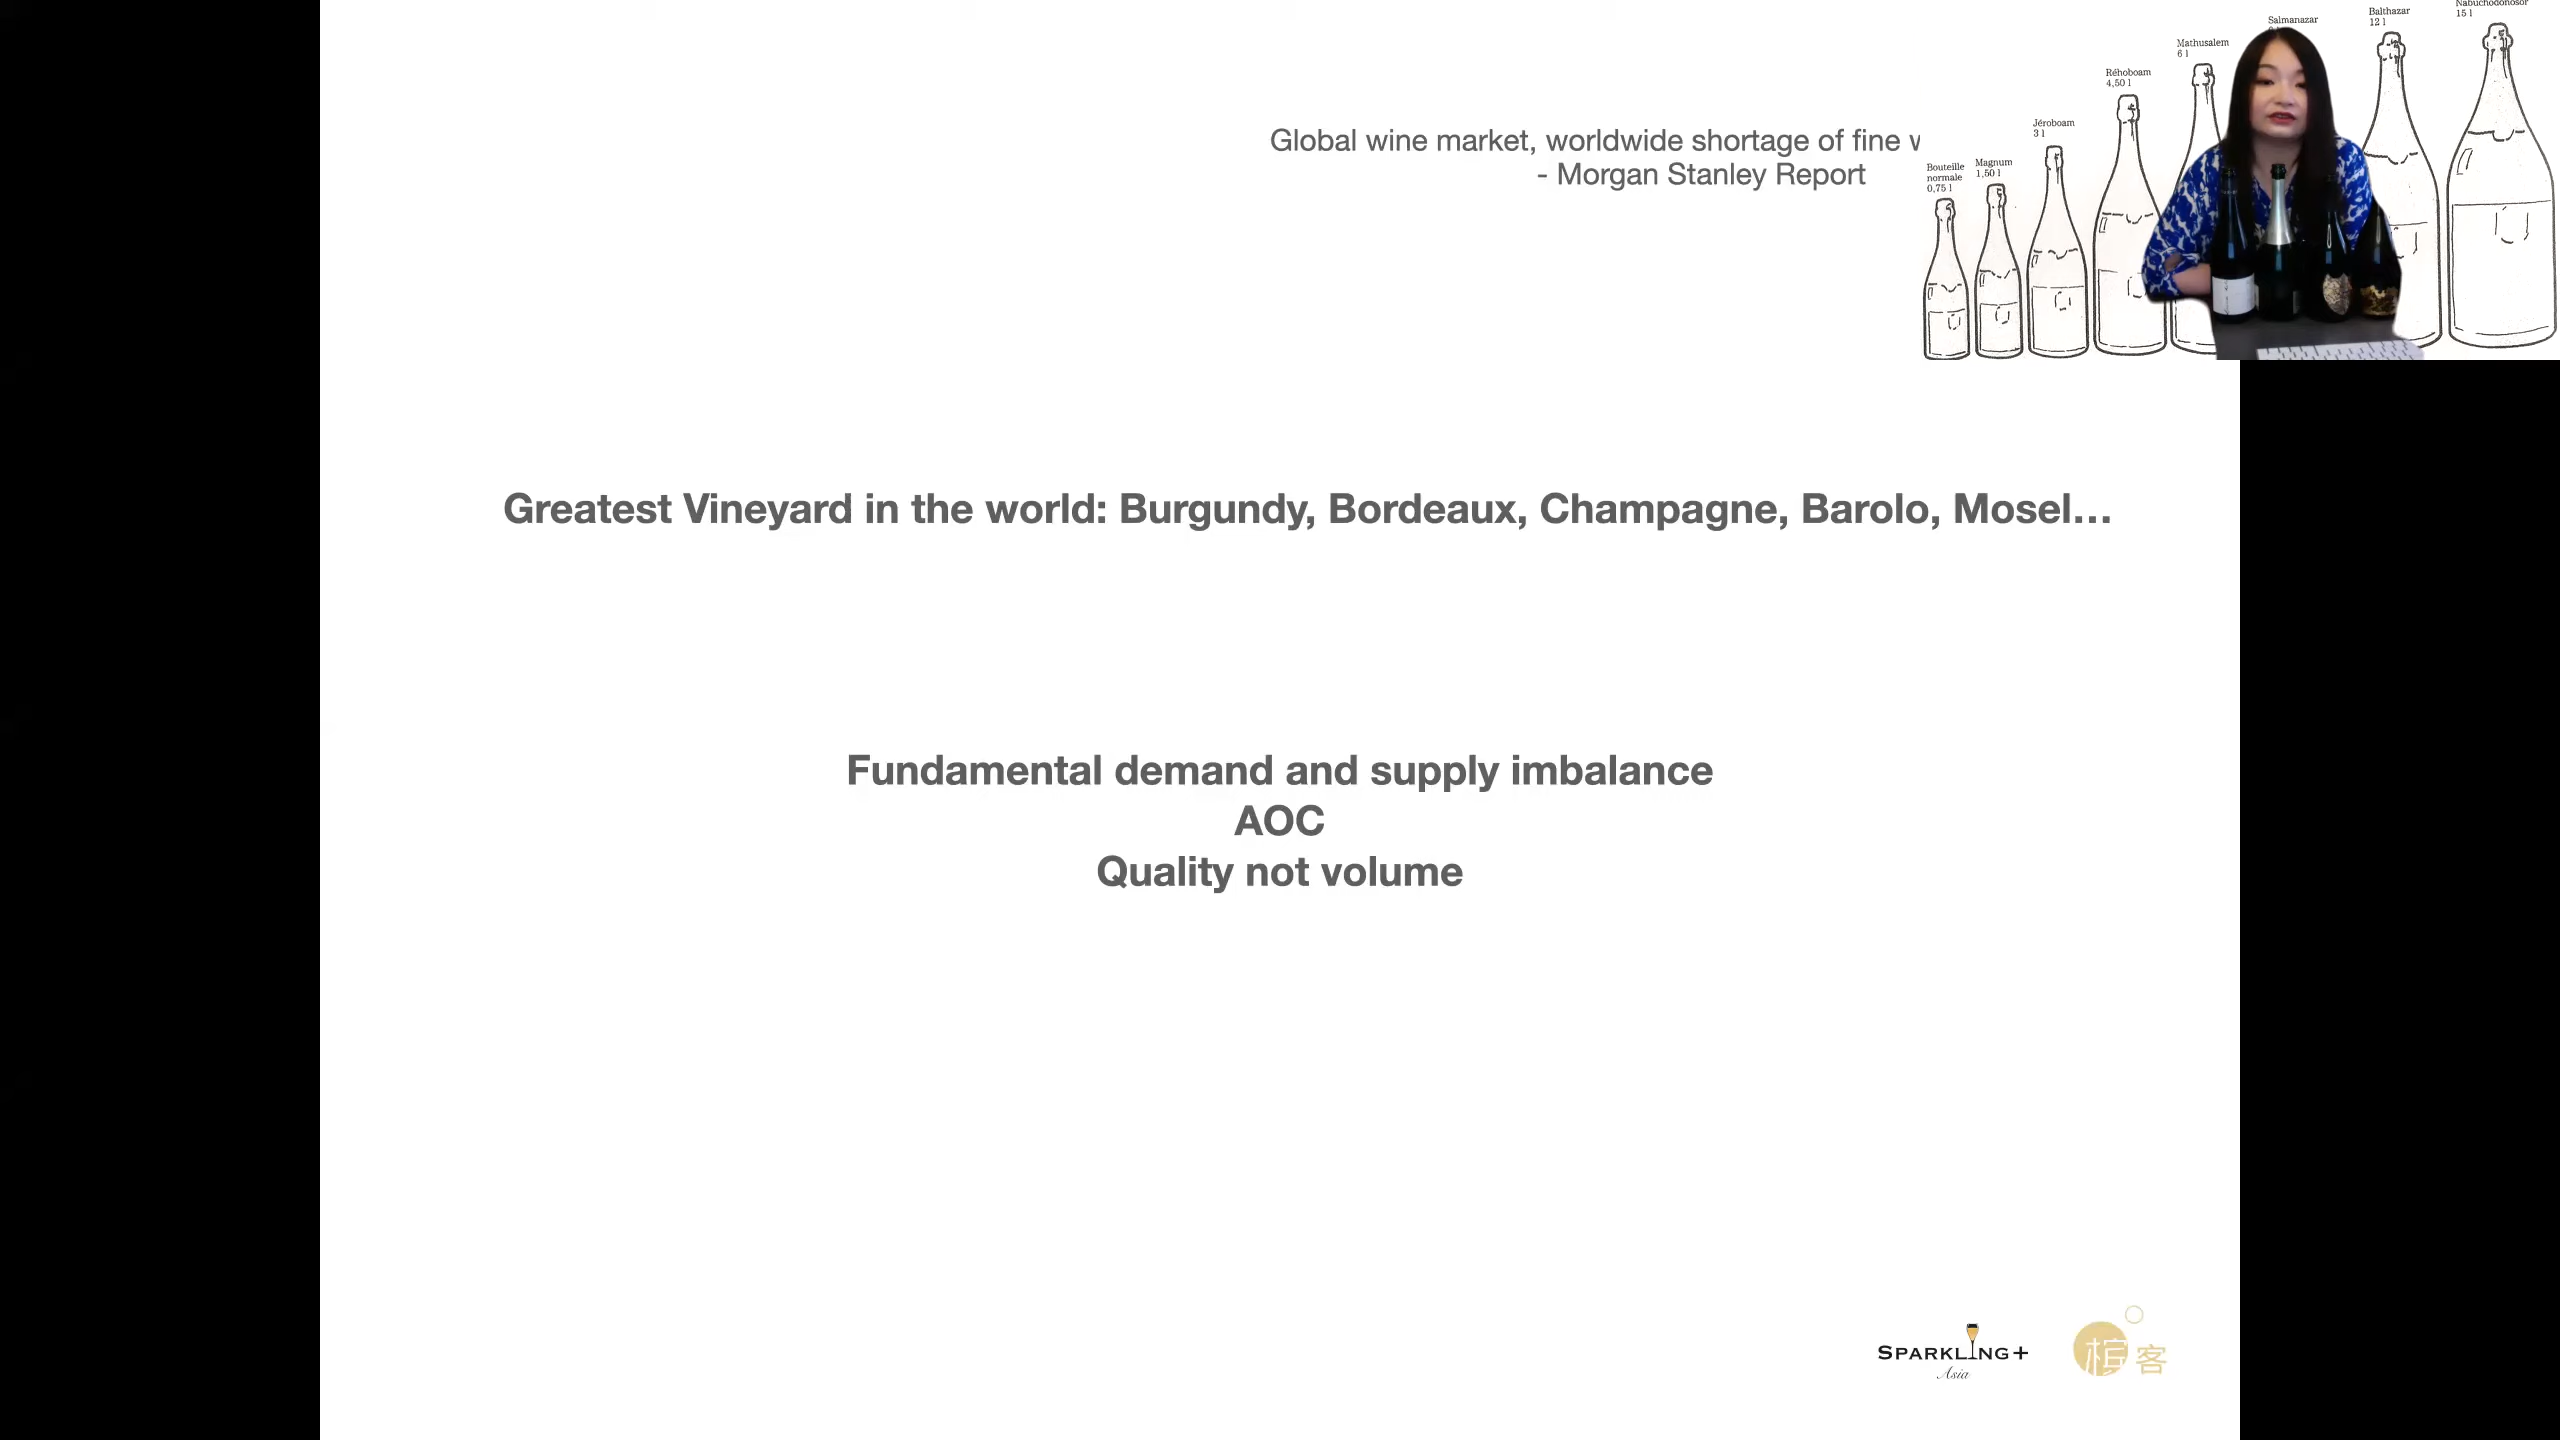 Global wine market, worldwide shortage of fine
- Morgan Stanley Report
Bouteille
normale
0,75 l
Magnum
1,50 l
Jéroboam
3 l
Réhoboam
4,50 l
Mathusalem
6 l
Salmanazar
Balthazar
12 l
Nabuchodonosor
15 l
Greatest Vineyard in the world: Burgundy, Bordeaux, Champagne, Barolo, Mosel...
Fundamental demand and supply imbalance
AOC
Quality not volume
SPARKLING+
Asia
槟客